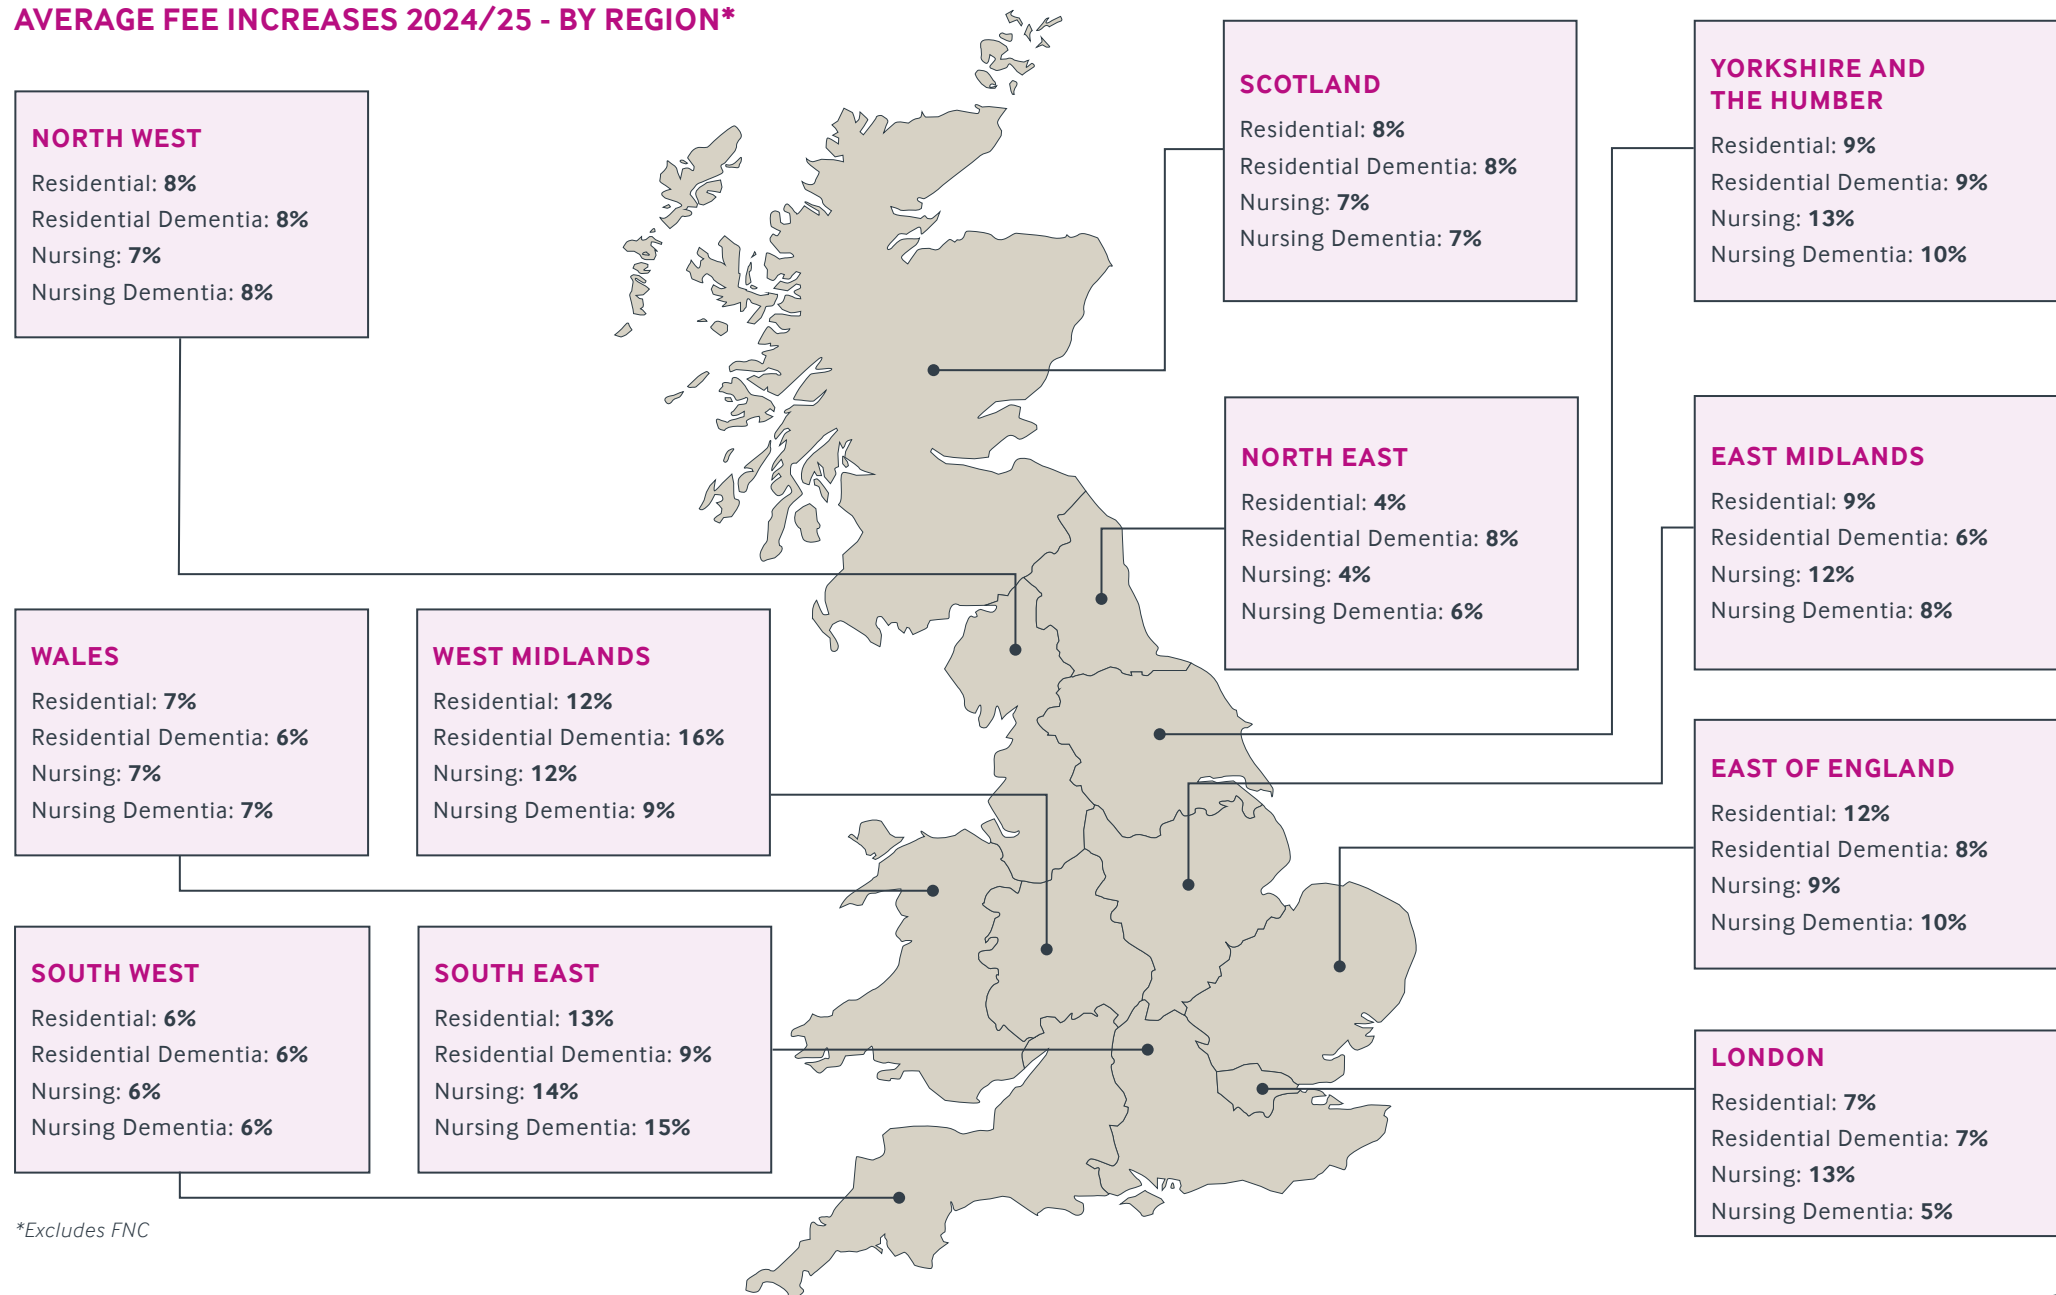 AVERAGE FEE INCREASES 2024/25 - BY REGION*
NORTH WEST
Residential: 8%
Residential Dementia: 8%
Nursing: 7%
Nursing Dementia: 8%
SCOTLAND
Residential: 8%
Residential Dementia: 8%
Nursing: 7%
Nursing Dementia: 7%
YORKSHIRE AND
THE HUMBER
Residential: 9%
Residential Dementia: 9%
Nursing: 13%
Nursing Dementia: 10%
NORTH EAST
Residential: 4%
Residential Dementia: 8%
Nursing: 4%
Nursing Dementia: 6%
EAST MIDLANDS
Residential: 9%
Residential Dementia: 6%
Nursing: 12%
Nursing Dementia: 8%
WALES
Residential: 7%
Residential Dementia: 6%
Nursing: 7%
Nursing Dementia: 7%
WEST MIDLANDS
Residential: 12%
Residential Dementia: 16%
Nursing: 12%
Nursing Dementia: 9%
EAST OF ENGLAND
Residential: 12%
Residential Dementia: 8%
Nursing: 9%
Nursing Dementia: 10%
SOUTH WEST
Residential: 6%
Residential Dementia: 6%
Nursing: 6%
Nursing Dementia: 6%
SOUTH EAST
Residential: 13%
Residential Dementia: 9%
Nursing: 14%
Nursing Dementia: 15%
LONDON
Residential: 7%
Residential Dementia: 7%
Nursing: 13%
Nursing Dementia: 5%
*Excludes FNC